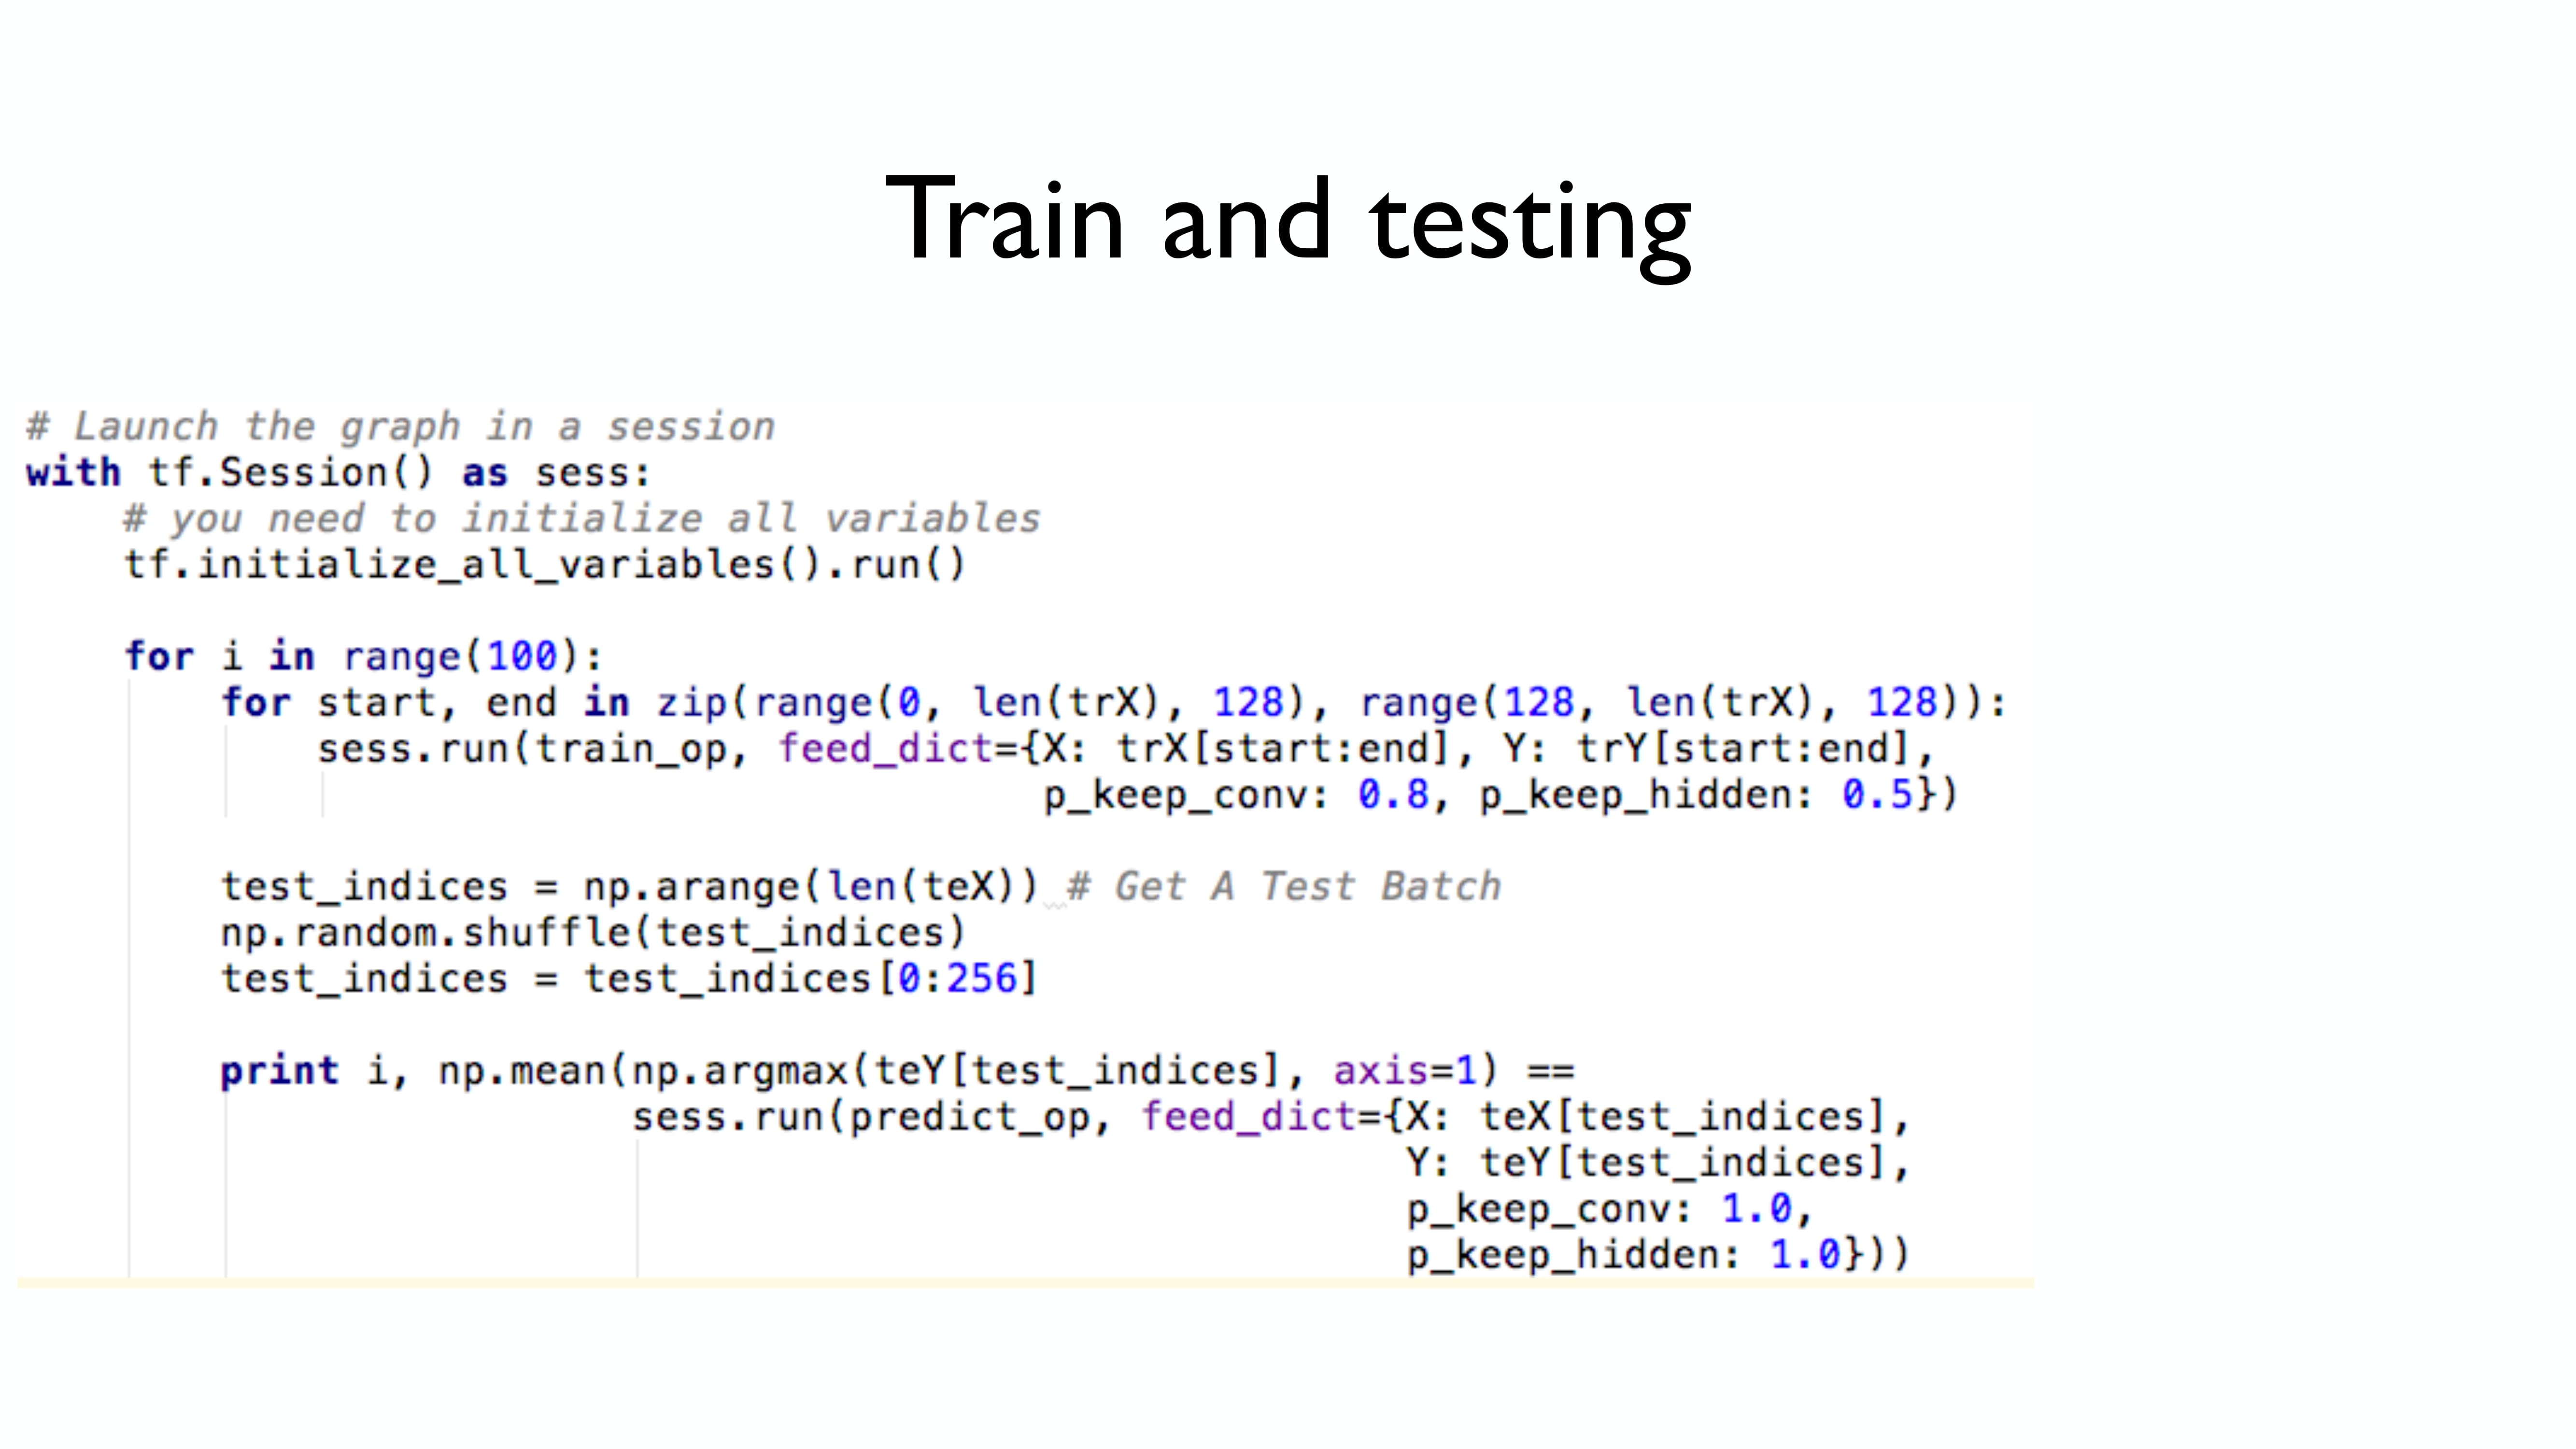 Train and testing
# Launch the graph in a session
with tf.Session() as sess:
    # you need to initialize all variables
    tf.initialize_all_variables().run()
    for i in range(100):
        for start, end in zip(range(0, len(trX), 128), range(128, len(trX), 128)):
            sess.run(train_op, feed_dict={X: trX[start:end], Y: trY[start:end],
                                          p_keep_conv: 0.8, p_keep_hidden: 0.5})
        test_indices = np.arange(len(teX)) # Get A Test Batch
        np.random.shuffle(test_indices)
        test_indices = test_indices[0:256]
        print i, np.mean(np.argmax(teY[test_indices], axis=1) ==
                         sess.run(predict_op, feed_dict={X: teX[test_indices],
                                                         Y: teY[test_indices],
                                                         p_keep_conv: 1.0,
                                                         p_keep_hidden: 1.0}))